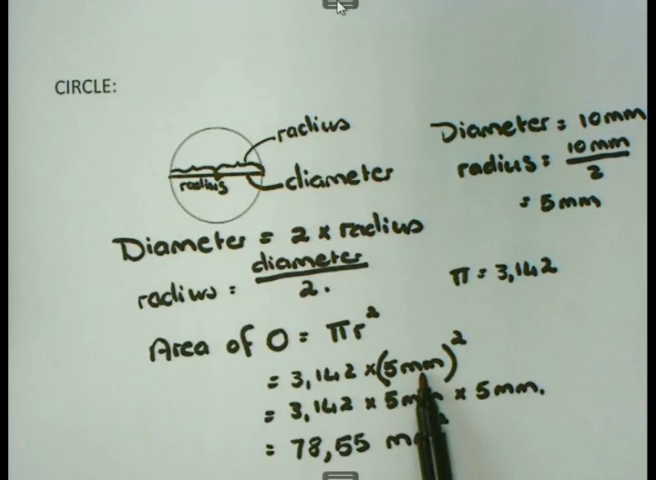 CIRCLE:
radius
radius
diameter
Diameter = 10mm
radius = 10mm
2
= 5mm
Diameter = 2 × radius
radius = diameter
2.
π = 3,142
Area of O = πr²
= 3,142 × (5mm)²
= 3,142 × 5mm × 5mm.
= 78,55